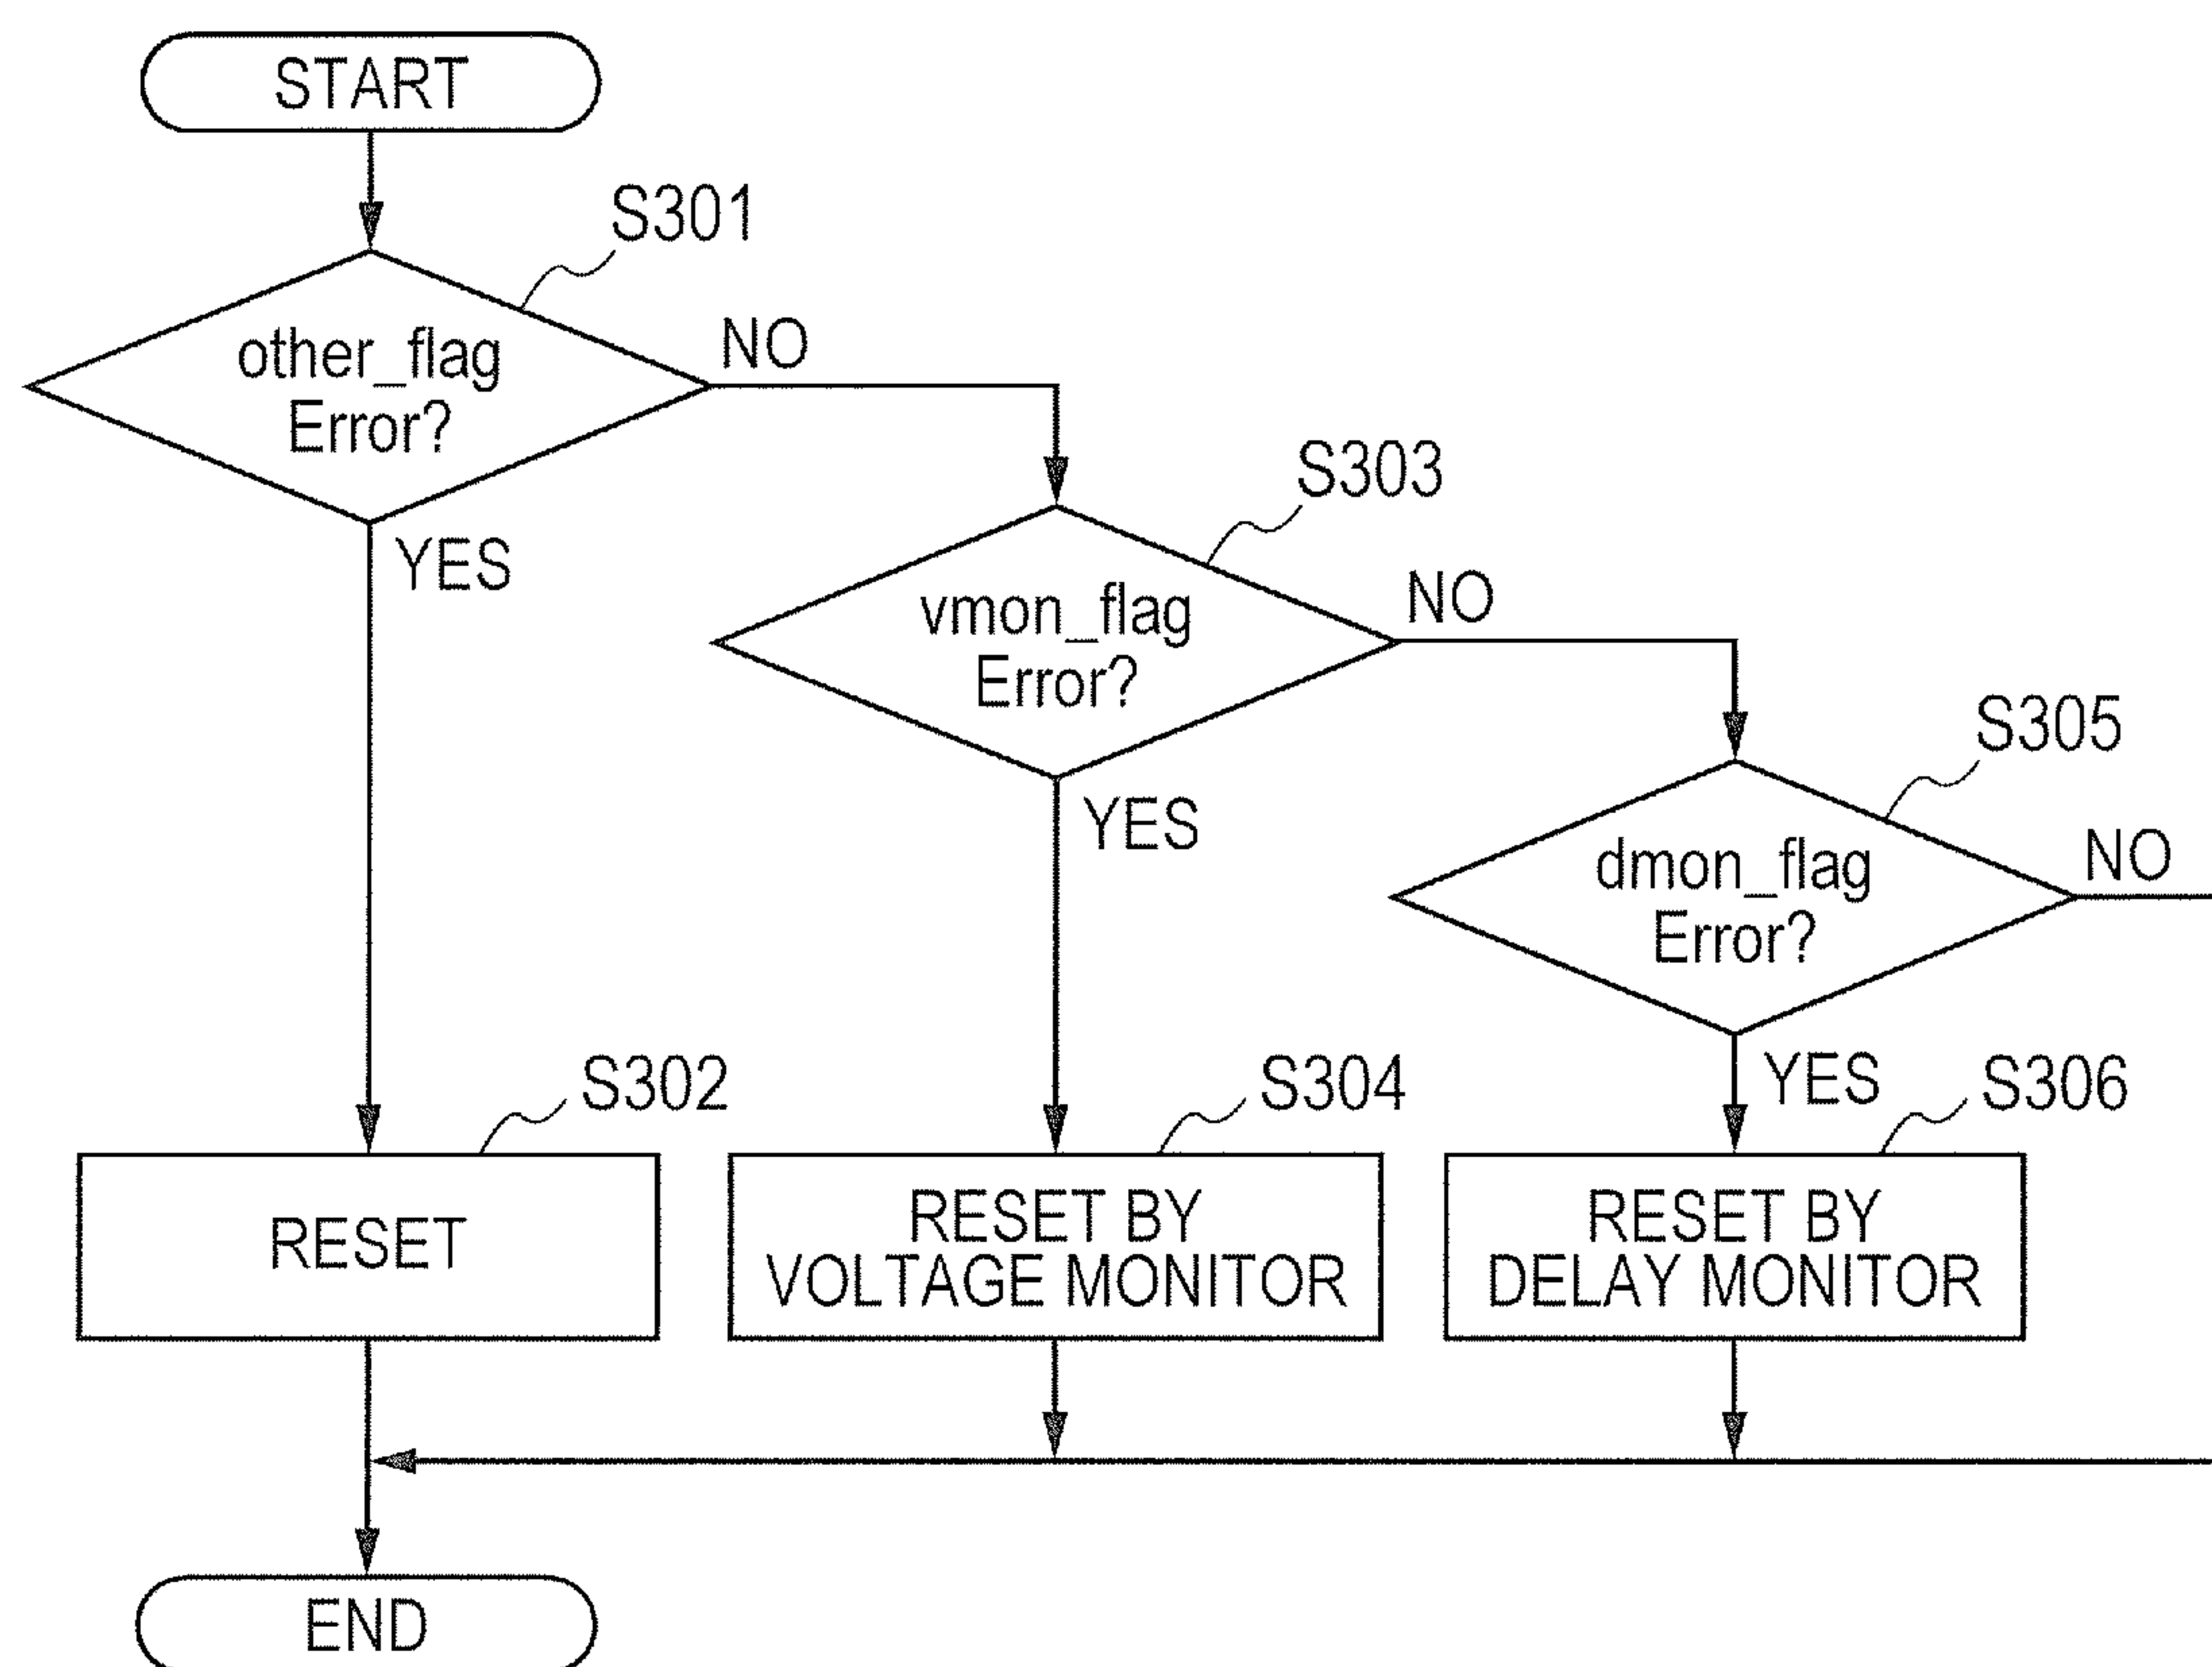 START
S301
other_flag
Error?
NO
YES
S303
vmon_flag
Error?
NO
YES
S305
dmon_flag
Error?
NO
YES
S302
RESET
S304
RESET BY
VOLTAGE MONITOR
S306
RESET BY
DELAY MONITOR
END